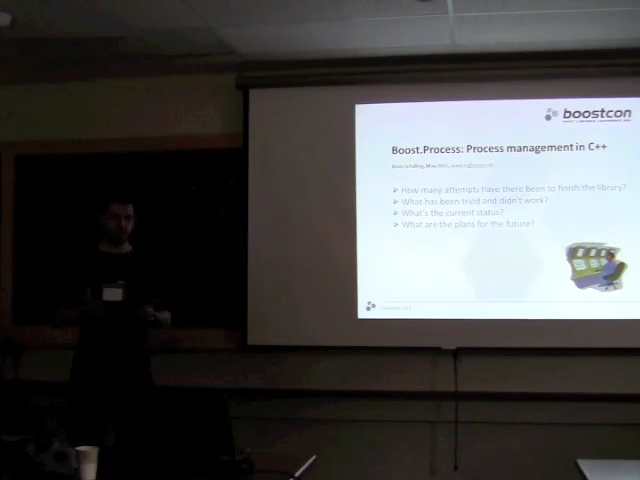 boostcon
Boost.Process: Process management in C++
➢ How many attempts have there been to finish the library?
➢ What has been tried and didn't work?
➢ What's the current status?
➢ What are the plans for the future?